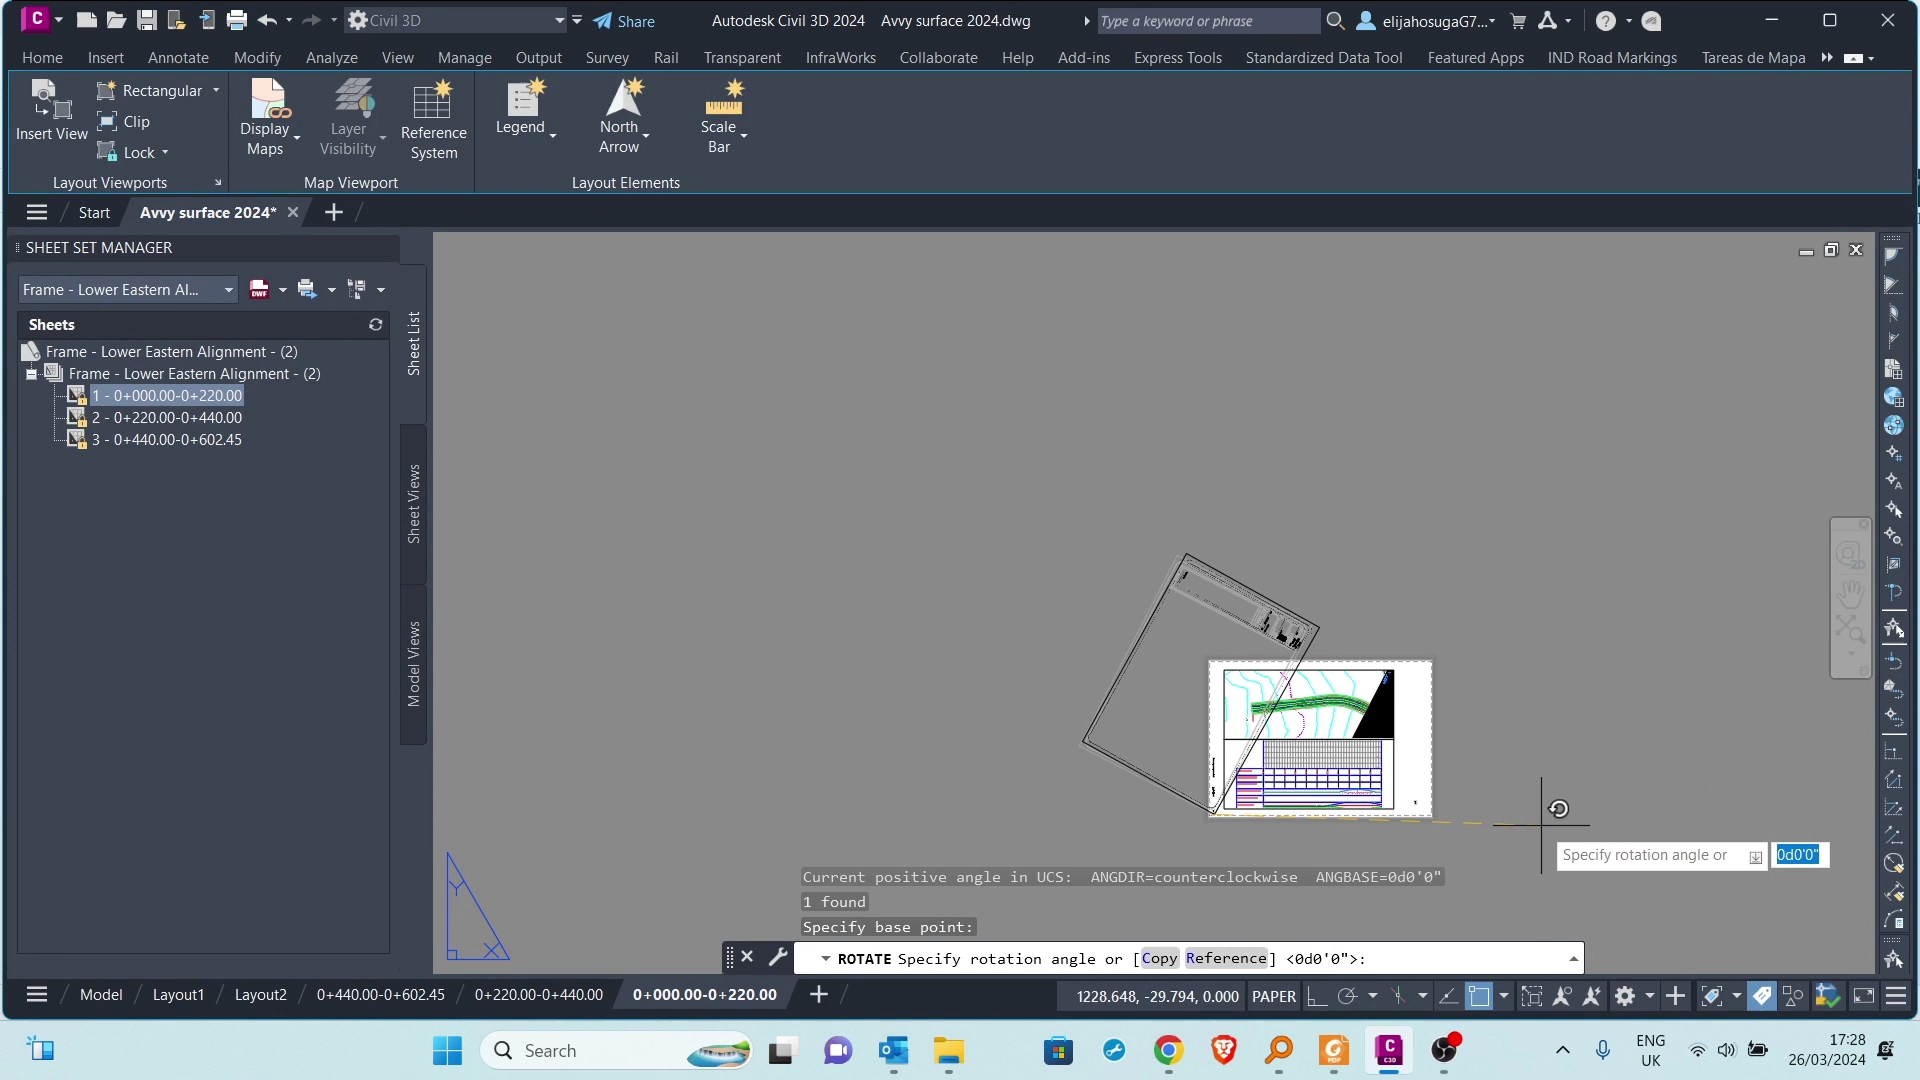 C
Civil 3D
Share
Autodesk Civil 3D 2024 Avvy surface 2024.dwg
Type a keyword or phrase
elijahosugaG7...
Home Insert Annotate Modify Analyze View Manage Output Survey Rail Transparent InfraWorks Collaborate Help Add-ins Express Tools Standardized Data Tool Featured Apps IND Road Markings Tareas de Mapa
Insert View
Rectangular
Clip
Lock
Layout Viewports
Display Maps
Layer Visibility
Reference System
Map Viewport
Legend
North Arrow
Scale Bar
Layout Elements
Start
Avvy surface 2024*
SHEET SET MANAGER
Frame - Lower Eastern Al...
DWF
Sheets
Frame - Lower Eastern Alignment - (2)
Frame - Lower Eastern Alignment - (2)
1 - 0+000.00-0+220.00
2 - 0+220.00-0+440.00
3 - 0+440.00-0+602.45
Sheet List
Sheet Views
Model Views
2D
Y
X
Specify rotation angle or
0d0'0"
Current positive angle in UCS: ANGDIR=counterclockwise ANGBASE=0d0'0"
1 found
Specify base point:
ROTATE Specify rotation angle or [Copy Reference] <0d0'0">:
Model Layout1 Layout2 0+440.00-0+602.45 0+220.00-0+440.00 0+000.00-0+220.00
1228.648, -29.794, 0.000 PAPER
Search
C
C3D
ENG
UK
17:28
26/03/2024